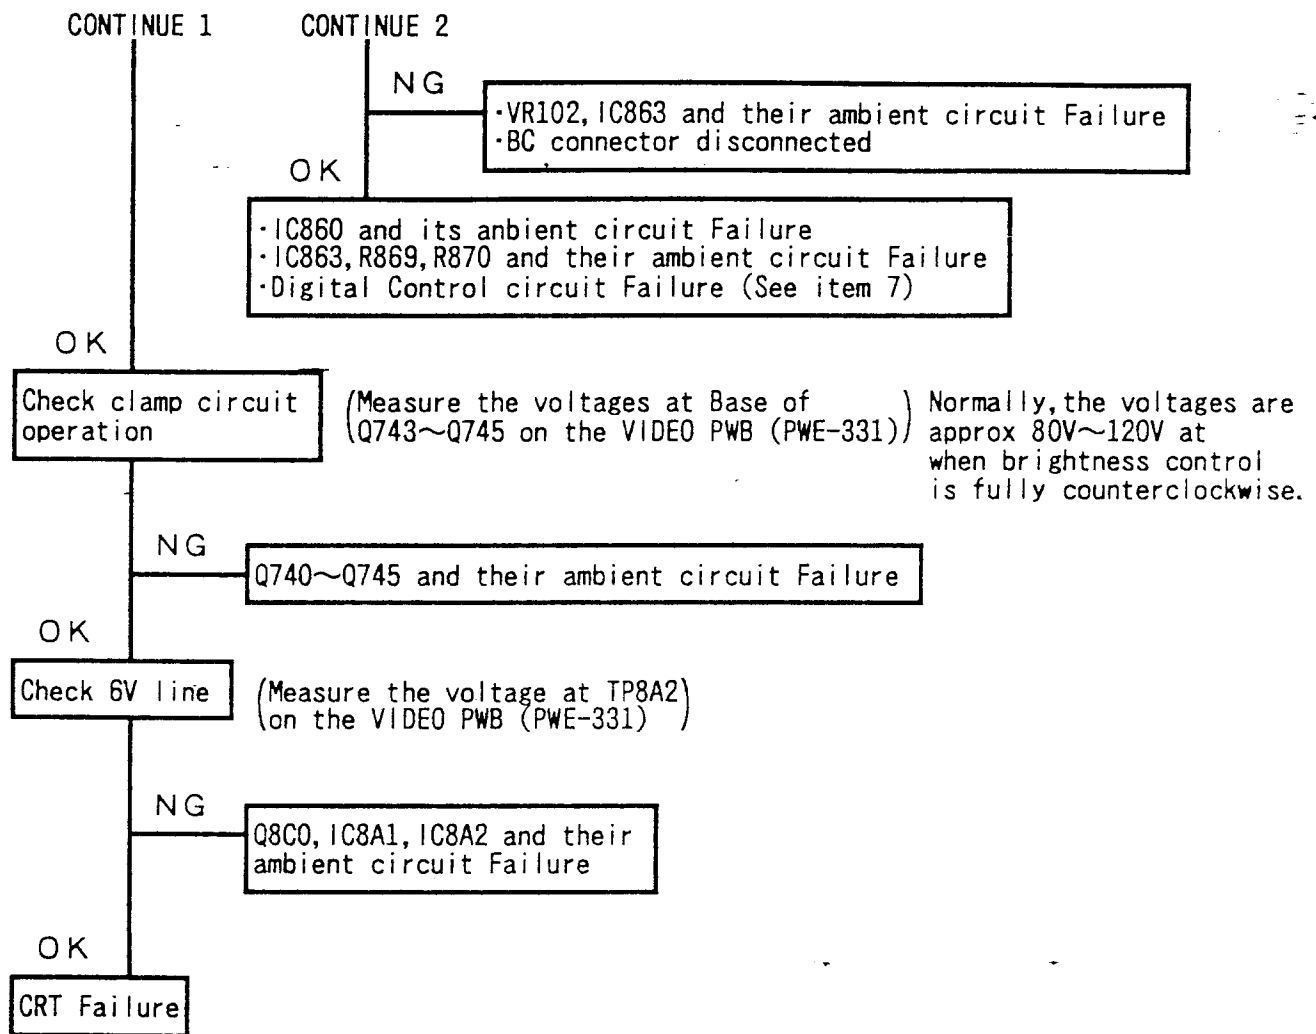 CONTINUE 1
CONTINUE 2
NG
·VR102, IC863 and their ambient circuit Failure
·BC connector disconnected
OK
·IC860 and its anbient circuit Failure
·IC863, R869, R870 and their ambient circuit Failure
·Digital Control circuit Failure (See item 7)
OK
Check clamp circuit
operation
(Measure the voltages at Base of
Q743~Q745 on the VIDEO PWB (PWE-331))
Normally, the voltages are
approx 80V~120V at
when brightness control
is fully counterclockwise.
NG
Q740~Q745 and their ambient circuit Failure
OK
Check 6V line
(Measure the voltage at TP8A2
on the VIDEO PWB (PWE-331))
NG
Q8C0, IC8A1, IC8A2 and their
ambient circuit Failure
OK
CRT Failure